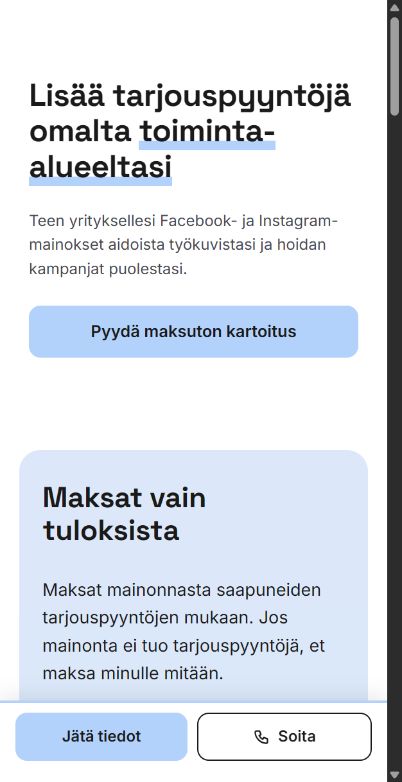 Lisää tarjouspyyntöjä
omalta toiminta-
alueeltasi
Teen yrityksellesi Facebook- ja Instagram-
mainokset aidoista työkuvistasi ja hoidan
kampanjat puolestasi.
Pyydä maksuton kartoitus
Maksat vain
tuloksista
Maksat mainonnasta saapuneiden
tarjouspyyntöjen mukaan. Jos
mainonta ei tuo tarjouspyyntöjä, et
maksa minulle mitään.
Jätä tiedot
Soita